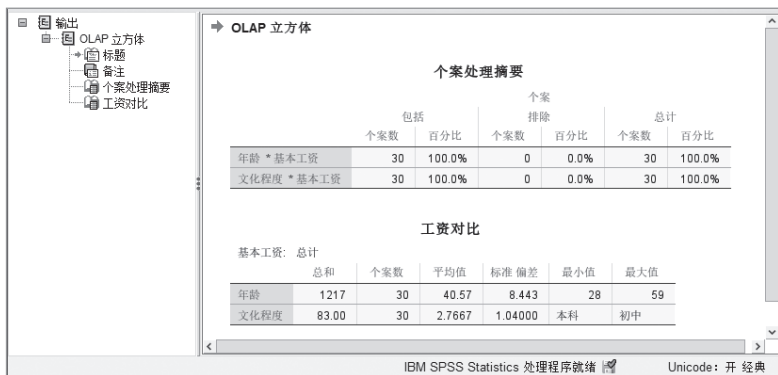 输出
OLAP 立方体
标题
备注
个案处理摘要
工资对比
OLAP 立方体
个案处理摘要
个案
包括 排除 总计
个案数 百分比 个案数 百分比 个案数 百分比
年龄 * 基本工资 30 100.0% 0 0.0% 30 100.0%
文化程度 * 基本工资 30 100.0% 0 0.0% 30 100.0%
工资对比
基本工资: 总计
总和 个案数 平均值 标准 偏差 最小值 最大值
年龄 1217 30 40.57 8.443 28 59
文化程度 83.00 30 2.7667 1.04000 本科 初中
IBM SPSS Statistics 处理程序就绪 Unicode: 开 经典